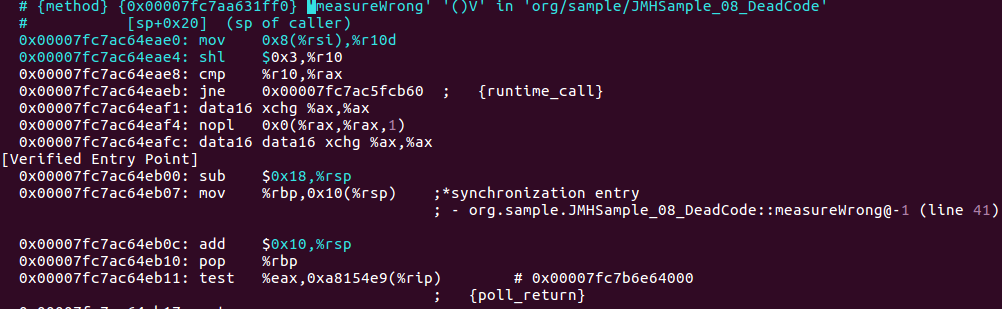 # {method} {0x00007fc7aa631ff0} 'measureWrong' '()V' in 'org/sample/JMHSample_08_DeadCode'
#           [sp+0x20]  (sp of caller)
0x00007fc7ac64eae0: mov    0x8(%rsi),%r10d
0x00007fc7ac64eae4: shl    $0x3,%r10
0x00007fc7ac64eae8: cmp    %r10,%rax
0x00007fc7ac64eaeb: jne    0x00007fc7ac5fcb60  ;   {runtime_call}
0x00007fc7ac64eaf1: data16 xchg %ax,%ax
0x00007fc7ac64eaf4: nopl   0x0(%rax,%rax,1)
0x00007fc7ac64eafc: data16 data16 xchg %ax,%ax
[Verified Entry Point]
0x00007fc7ac64eb00: sub    $0x18,%rsp
0x00007fc7ac64eb07: mov    %rbp,0x10(%rsp)    ;*synchronization entry
; - org.sample.JMHSample_08_DeadCode::measureWrong@-1 (line 41)
0x00007fc7ac64eb0c: add    $0x10,%rsp
0x00007fc7ac64eb10: pop    %rbp
0x00007fc7ac64eb11: test   %eax,0xa8154e9(%rip)        # 0x00007fc7b6e64000
;   {poll_return}